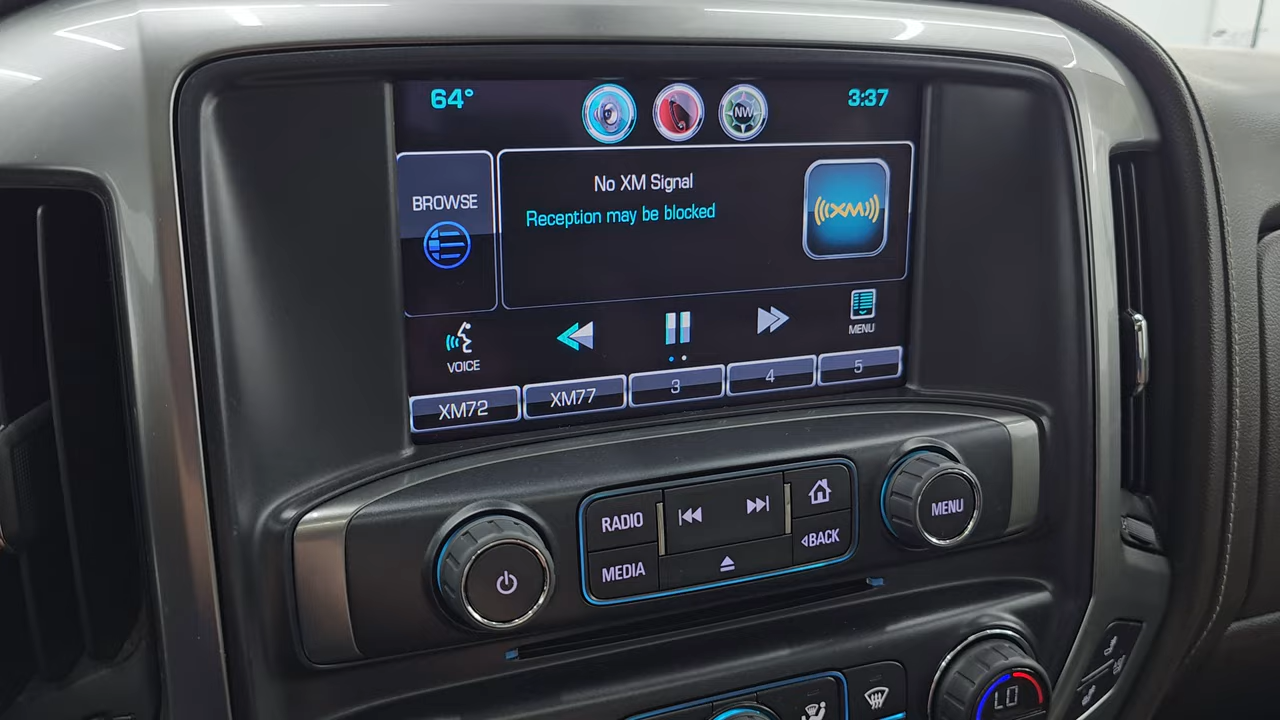 64°
NW
3:37
BROWSE
No XM Signal
Reception may be blocked
((XM))
VOICE
MENU
XM72
XM77
3
4
5
RADIO
MEDIA
BACK
MENU
LO